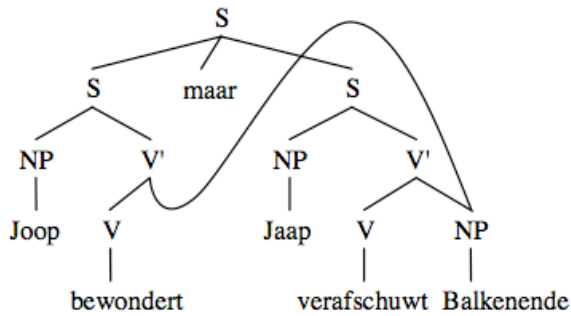 S
S maar S
NP V' NP V'
Joop V Jaap V NP
bewondert verafschuwt Balkenende